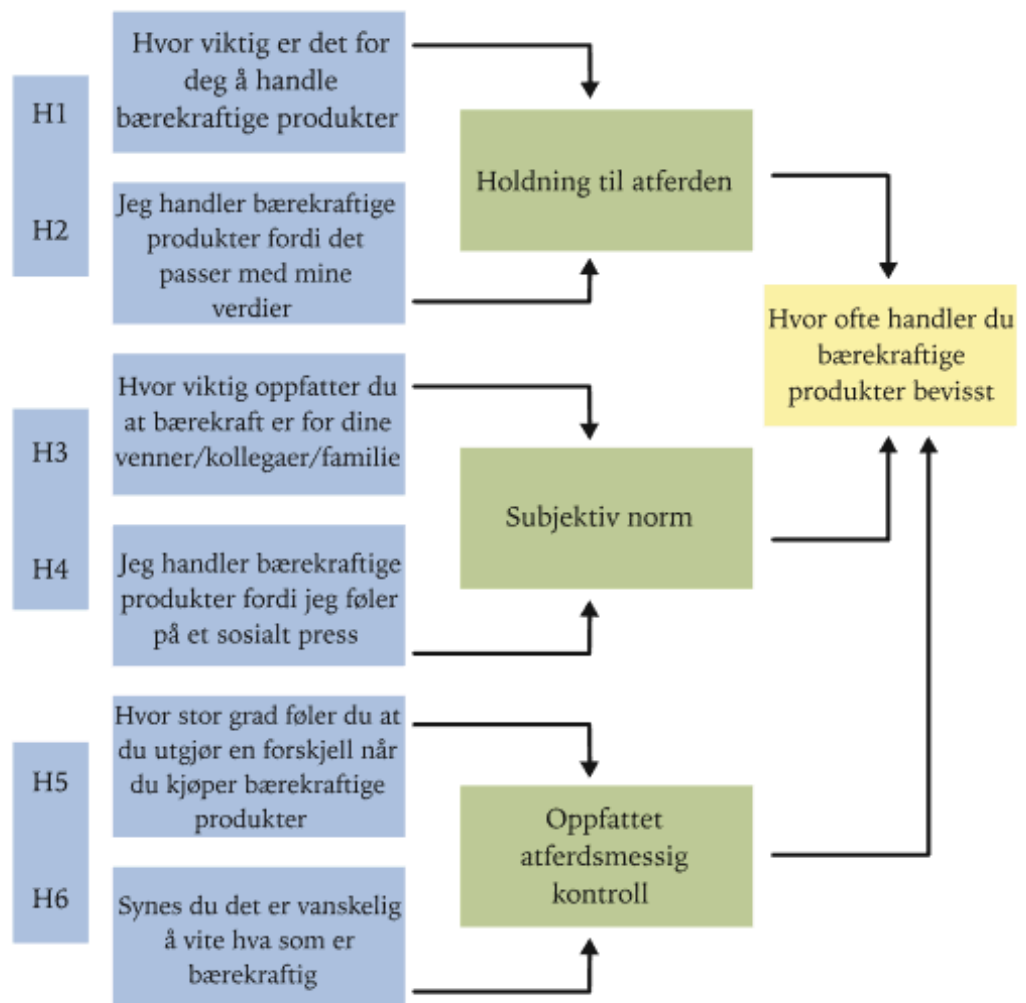 H1
Hvor viktig er det for
deg å handle
bærekraftige produkter
H2
Jeg handler bærekraftige
produkter fordi det
passer med mine
verdier
Holdning til atferden
H3
Hvor viktig oppfatter du
at bærekraft er for dine
venner/kollegaer/familie
H4
Jeg handler bærekraftige
produkter fordi jeg føler
på et sosialt press
Subjektiv norm
H5
Hvor stor grad føler du at
du utgjør en forskjell når
du kjøper bærekraftige
produkter
H6
Synes du det er vanskelig
å vite hva som er
bærekraftig
Oppfattet
atferdsmessig
kontroll
Hvor ofte handler du
bærekraftige
produkter bevisst